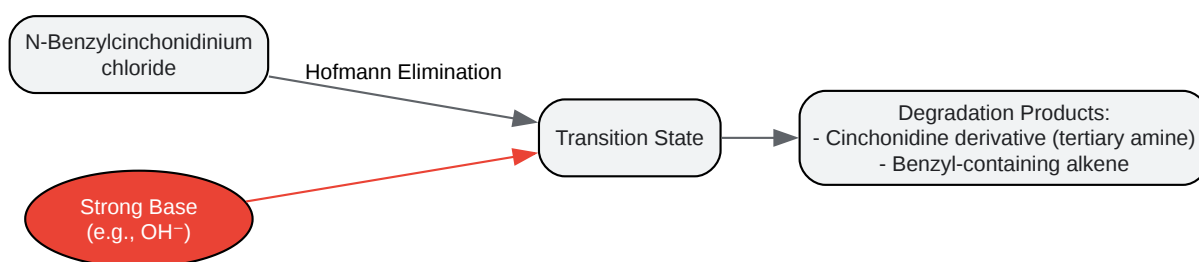 N-Benzylcinchonidinium
chloride
Hofmann Elimination
Strong Base
(e.g., OH⁻)
Transition State
Degradation Products:
- Cinchonidine derivative (tertiary amine)
- Benzyl-containing alkene